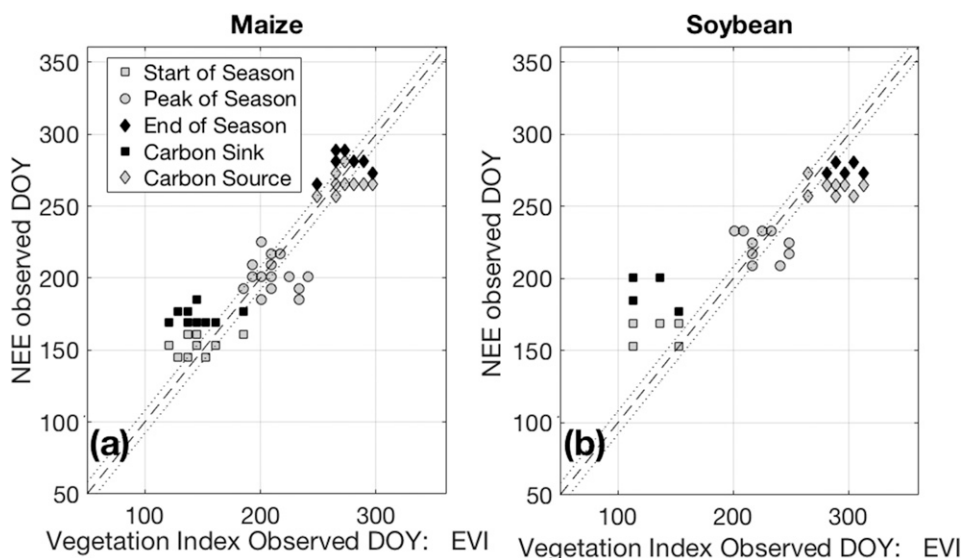 Maize
350
300
250
200
150
100
50
NEE observed DOY
Start of Season
Peak of Season
End of Season
Carbon Sink
Carbon Source
(a)
100
200
300
Vegetation Index Observed DOY: EVI
Soybean
350
300
250
200
150
100
50
NEE observed DOY
(b)
100
200
300
Vegetation Index Observed DOY: EVI